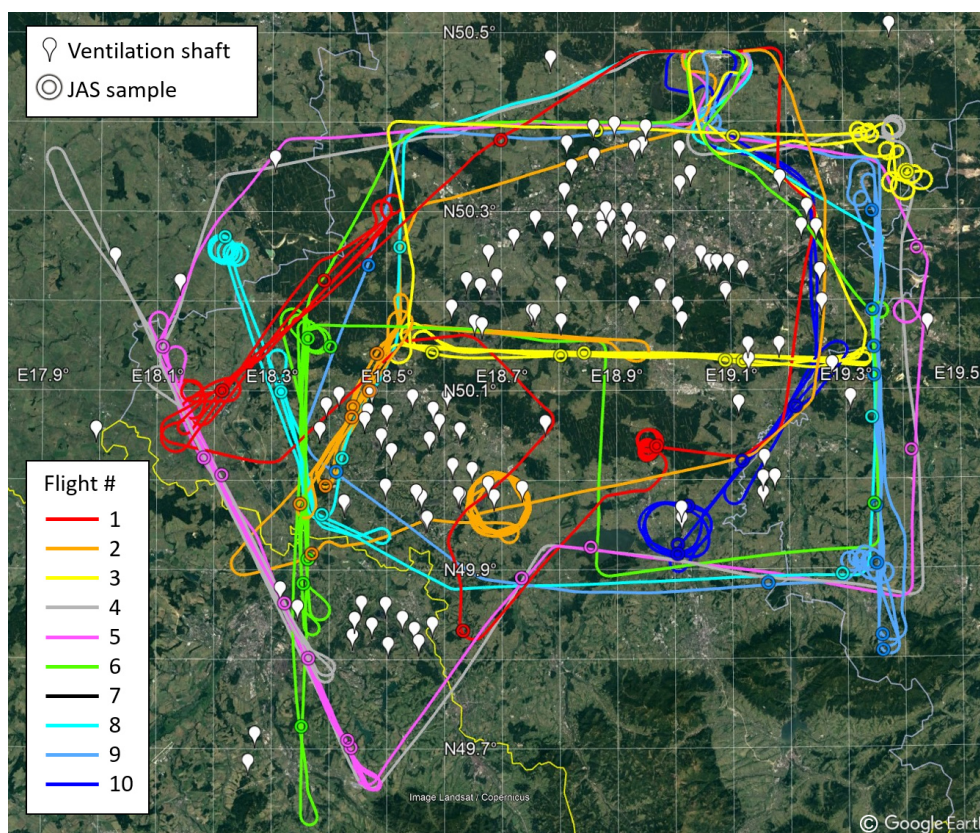 Ventilation shaft
JAS sample
N50.5°
N50.3°
E17.9°
E18.1°
E18.3°
E18.5°
E18.7°
E18.9°
E19.1°
E19.3°
E19.5°
N50.1°
N49.9°
N49.7°
Flight #
1
2
3
4
5
6
7
8
9
10
Image Landsat / Copernicus
© GoogleEarth